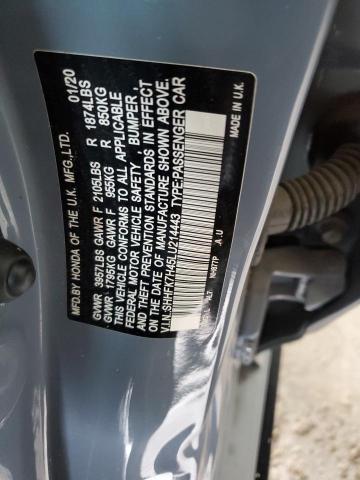 MFD.BY HONDA OF THE U.K. MFG.,LTD. 01/20
GVWR 3957LBS GAWR F 2105LBS R 1874LBS
GVWR 1795KG GAWR F 955KG R 850KG
THIS VEHICLE CONFORMS TO ALL APPLICABLE
FEDERAL MOTOR VEHICLE SAFETY, BUMPER,
AND THEFT PREVENTION STANDARDS IN EFFECT
ON THE DATE OF MANUFACTURE SHOWN ABOVE.
V.I.N.:SHHFK7H45LU214443 TYPE:PASSENGER CAR
NH877P A U MADE IN U.K.